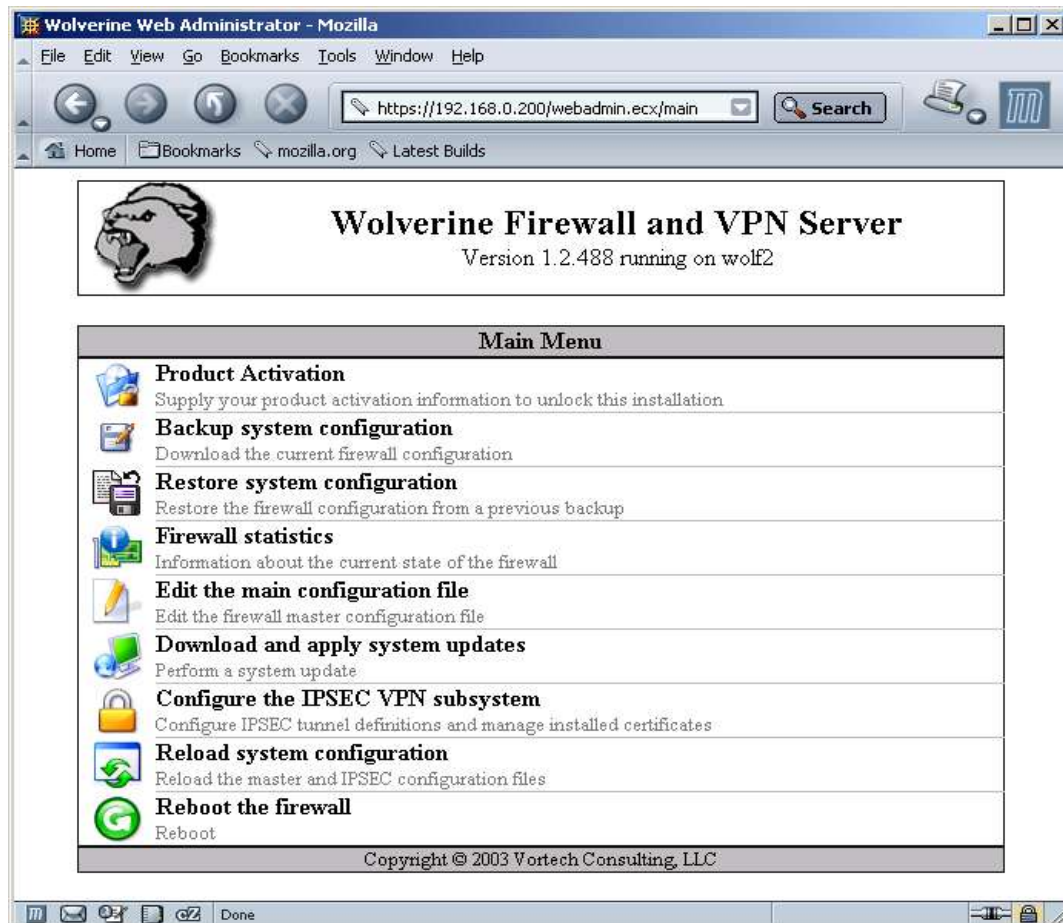 Wolverine Web Administrator - Mozilla
File Edit View Go Bookmarks Tools Window Help
https://192.168.0.200/webadmin.ecx/main Search
Home Bookmarks mozilla.org Latest Builds
Wolverine Firewall and VPN Server
Version 1.2.488 running on wolf2
Main Menu
Product Activation
Supply your product activation information to unlock this installation
Backup system configuration
Download the current firewall configuration
Restore system configuration
Restore the firewall configuration from a previous backup
Firewall statistics
Information about the current state of the firewall
Edit the main configuration file
Edit the firewall master configuration file
Download and apply system updates
Perform a system update
Configure the IPSEC VPN subsystem
Configure IPSEC tunnel definitions and manage installed certificates
Reload system configuration
Reload the master and IPSEC configuration files
Reboot the firewall
Reboot
Copyright © 2003 Vortech Consulting, LLC
Done